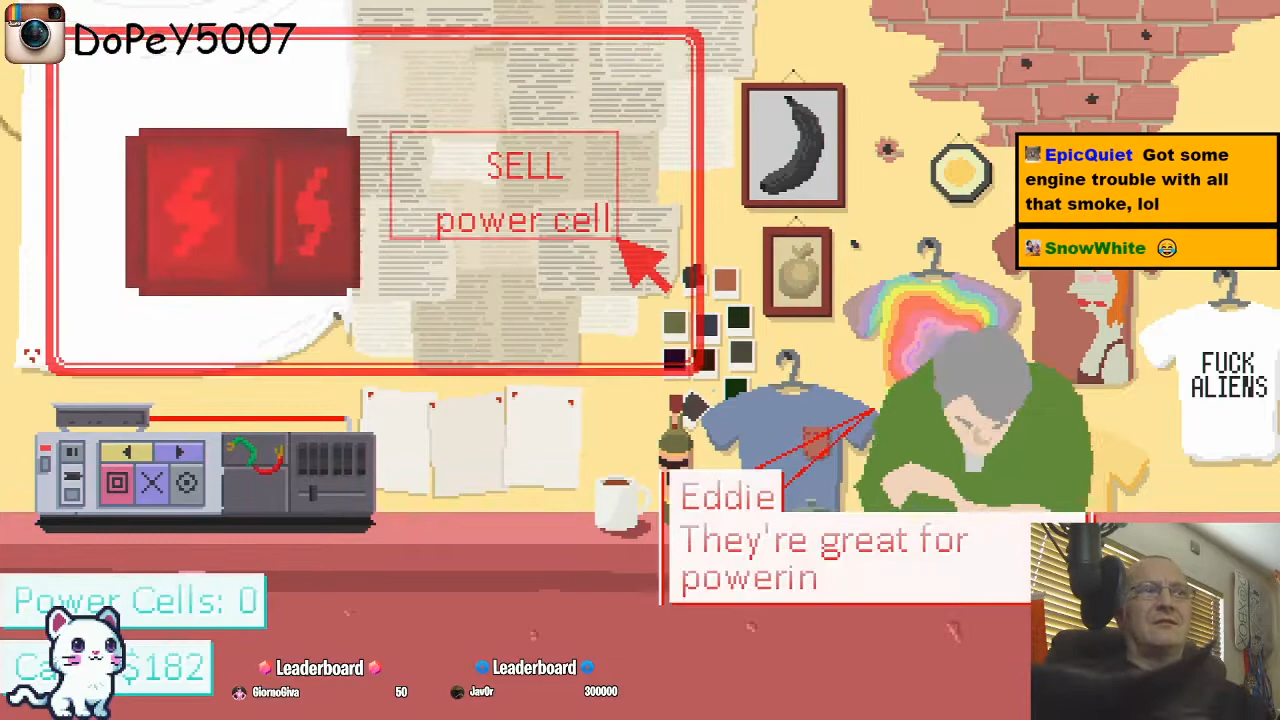 DoPeY5007
SELL
power cell
EpicQuiet Got some
engine trouble with all
that smoke, lol
SnowWhite
FUCK
ALIENS
Eddie
They're great for
powerin
Power Cells: 0
$182
Leaderboard
GiornoGiva 50
Leaderboard
Jav0r 300000